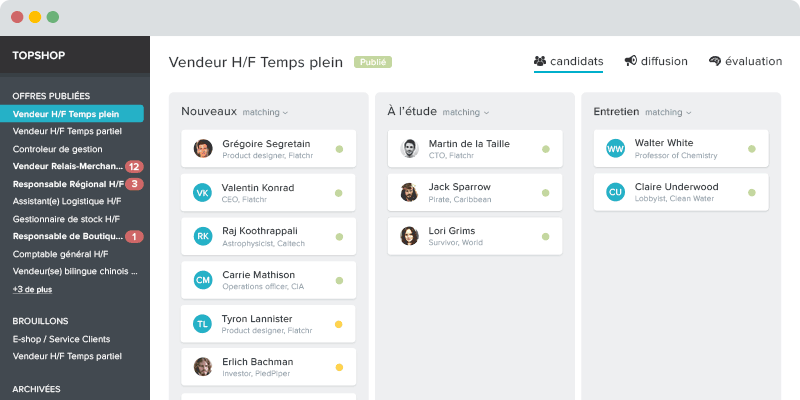 TOPSHOP
OFFRES PUBLIÉES
Vendeur H/F Temps plein
Vendeur H/F Temps partiel
Controleur de gestion
Vendeur Relais-Merchan... 12
Responsable Régional H/F 3
Assistant(e) Logistique H/F
Gestionnaire de stock H/F
Responsable de Boutiqu... 1
Comptable général H/F
Vendeur(se) bilingue chinois ...
+3 de plus
BROUILLONS
E-shop / Service Clients
Vendeur H/F Temps partiel
ARCHIVÉES
Vendeur H/F Temps plein Publié
candidats diffusion évaluation
Nouveaux matching
Grégoire Segretain
Product designer, Flatchr
VK Valentin Konrad
CEO, Flatchr
RK Raj Koothrappali
Astrophysicist, Caltech
CM Carrie Mathison
Operations officer, CIA
TL Tyron Lannister
Product designer, Flatchr
Erlich Bachman
Investor, PiedPiper
À l'étude matching
Martin de la Taille
CTO, Flatchr
Jack Sparrow
Pirate, Caribbean
Lori Grims
Survivor, World
Entretien matching
WW Walter White
Professor of Chemistry
CU Claire Underwood
Lobbyist, Clean Water